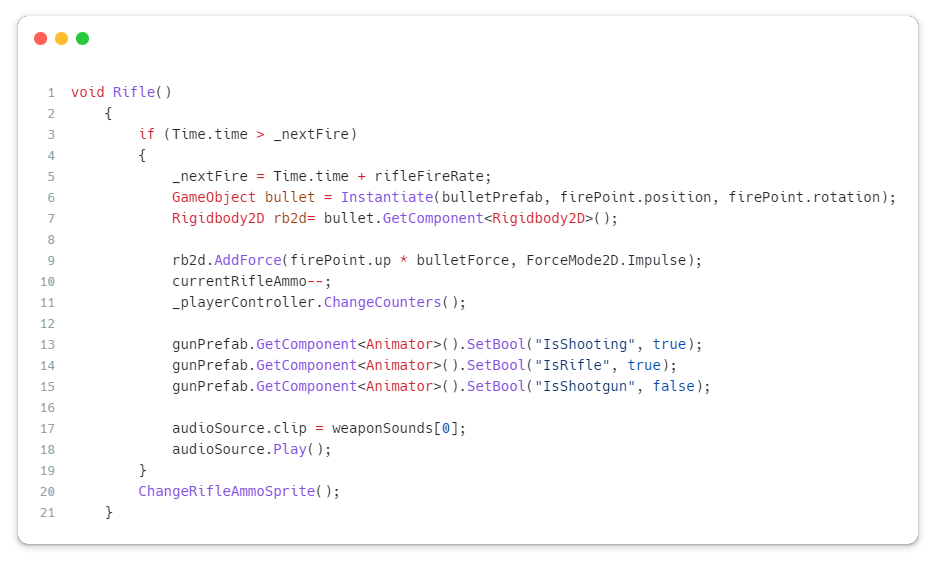 1 void Rifle()
2     {
3         if (Time.time > _nextFire)
4         {
5             _nextFire = Time.time + rifleFireRate;
6             GameObject bullet = Instantiate(bulletPrefab, firePoint.position, firePoint.rotation);
7             Rigidbody2D rb2d= bullet.GetComponent<Rigidbody2D>();
8
9             rb2d.AddForce(firePoint.up * bulletForce, ForceMode2D.Impulse);
10             currentRifleAmmo--;
11             _playerController.ChangeCounters();
12
13             gunPrefab.GetComponent<Animator>().SetBool("IsShooting", true);
14             gunPrefab.GetComponent<Animator>().SetBool("IsRifle", true);
15             gunPrefab.GetComponent<Animator>().SetBool("IsShootgun", false);
16
17             audioSource.clip = weaponSounds[0];
18             audioSource.Play();
19         }
20         ChangeRifleAmmoSprite();
21     }